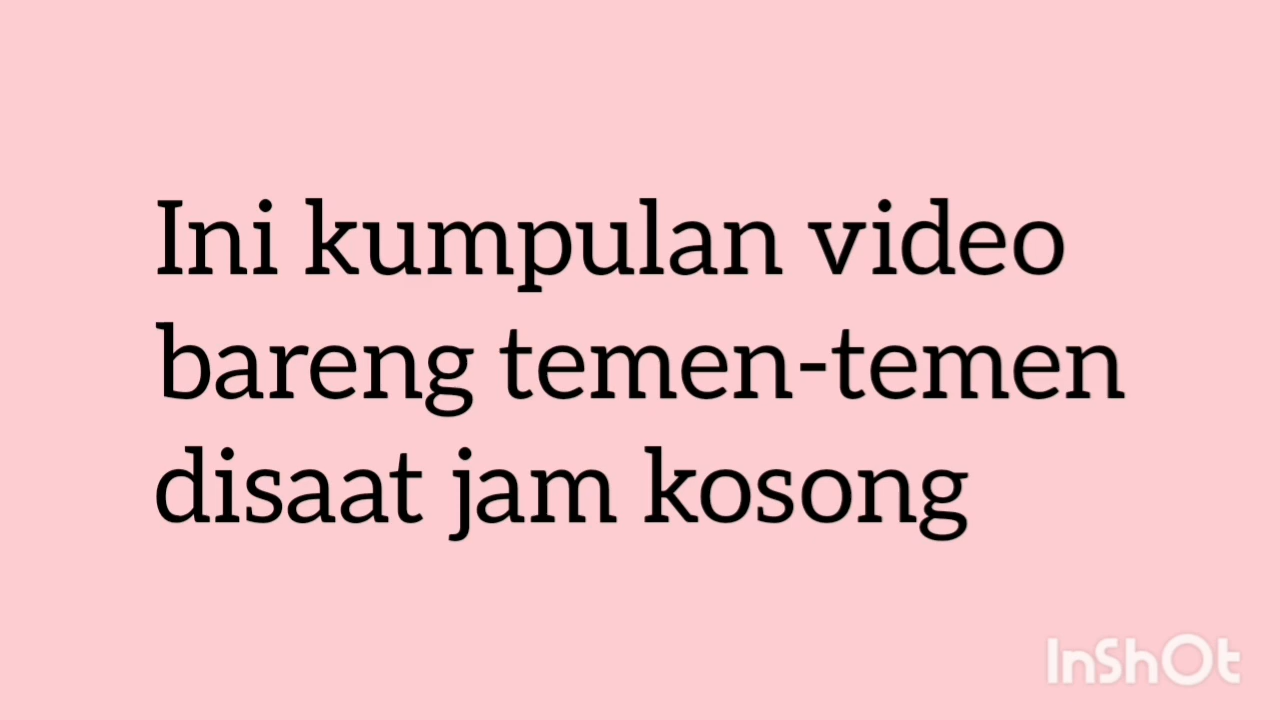 Ini kumpulan video
bareng temen-temen
disaat jam kosong
InShOt